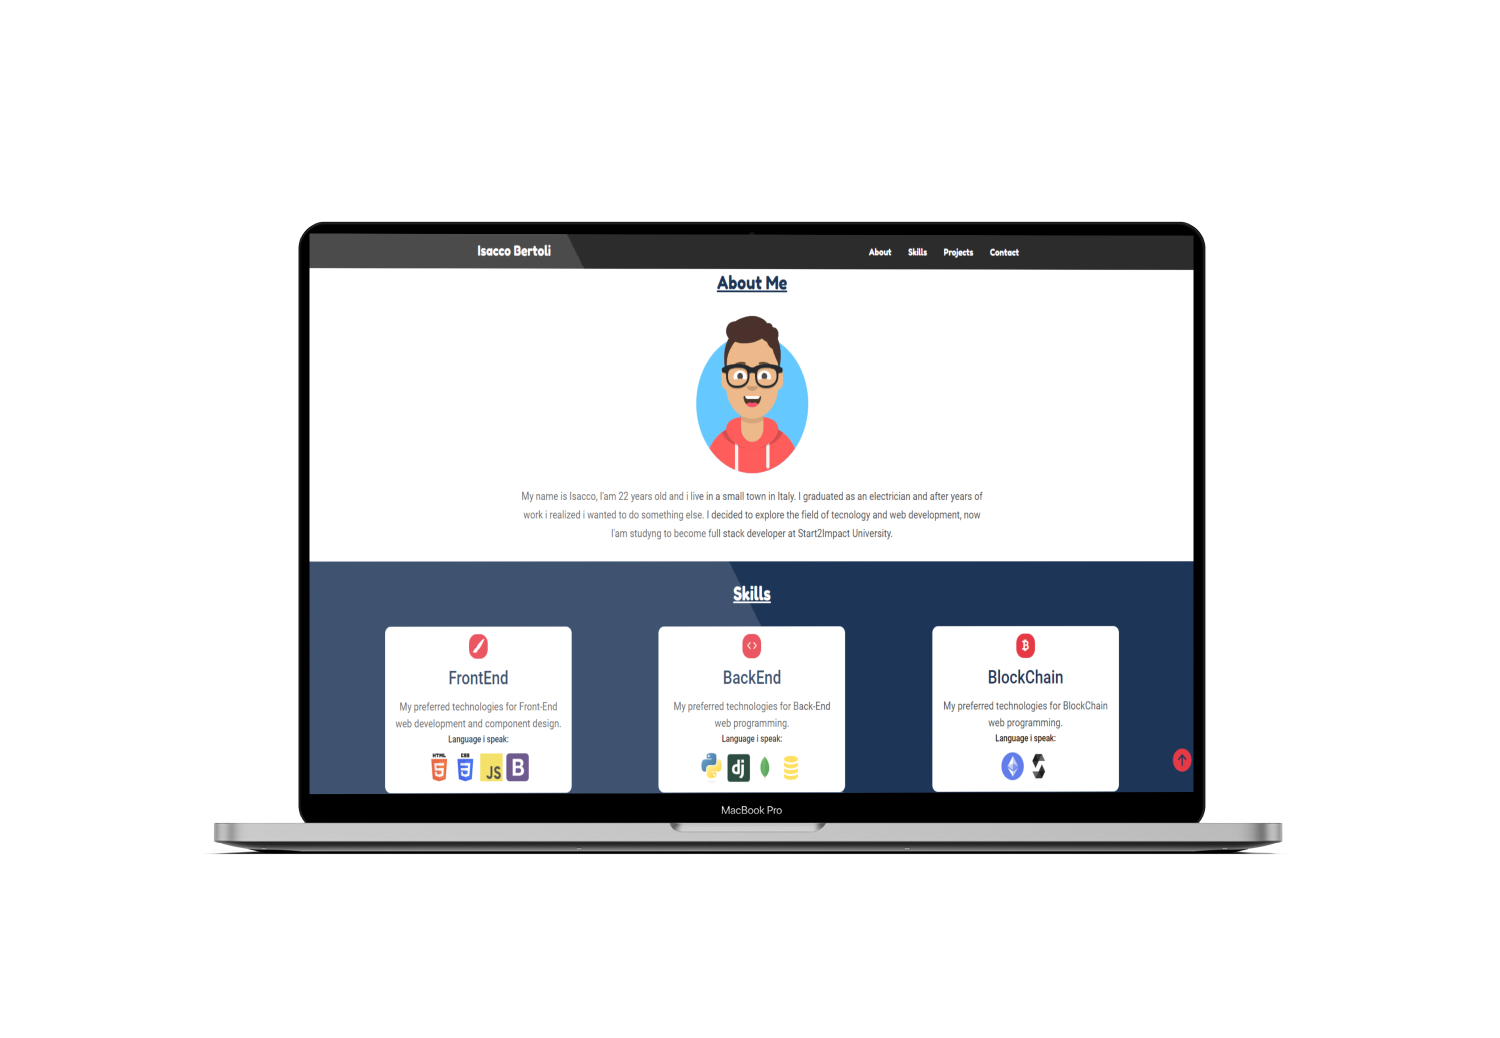 Isacco Bertoli
About Skills Projects Contact
About Me
My name is Isacco, I'am 22 years old and i live in a small town in Italy. I graduated as an electrician and after years of
work i realized i wanted to do something else. I decided to explore the field of tecnology and web development, now
I'am studyng to become full stack developer at Start2Impact University.
Skills
FrontEnd
My preferred technologies for Front-End
web development and component design.
Language i speak:
HTML
5
CSS
3
JS
B
BackEnd
My preferred technologies for Back-End
web programming.
Language i speak:
dj
BlockChain
My preferred technologies for BlockChain
web programming.
Language i speak:
MacBook Pro